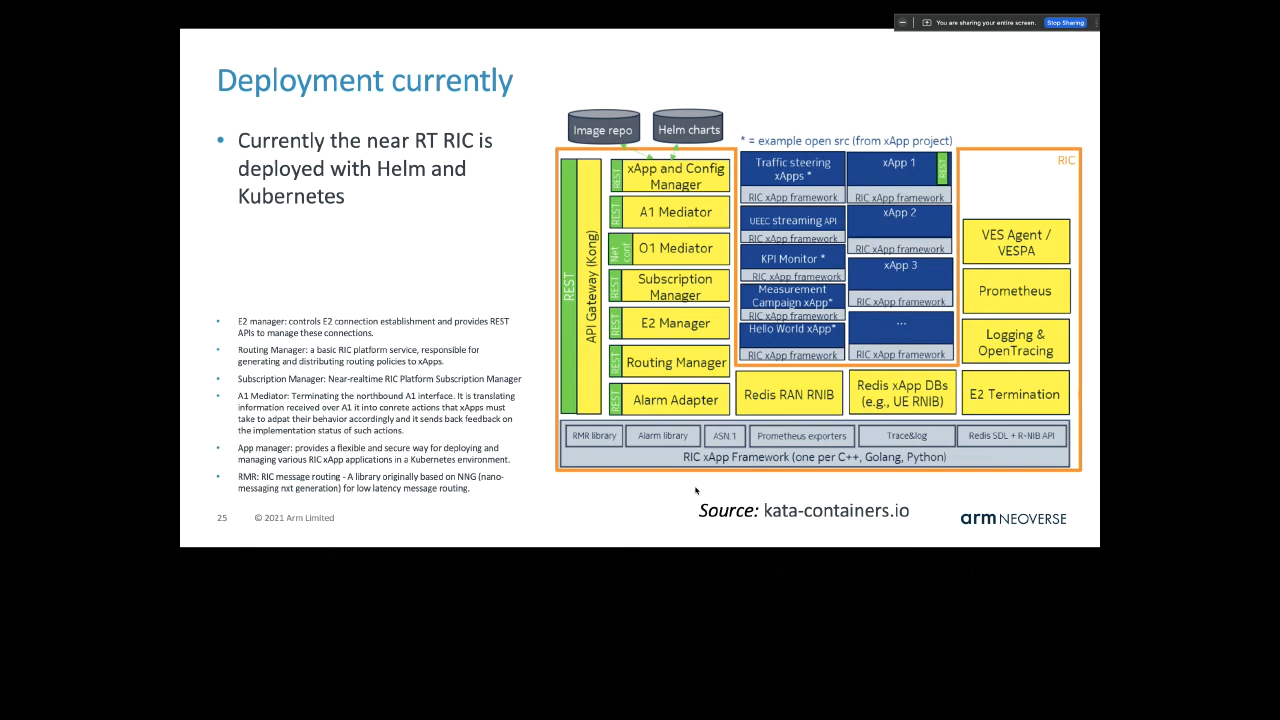 You are sharing your entire screen.
Stop Sharing
Deployment currently
• Currently the near RT RIC is
deployed with Helm and
Kubernetes
• E2 manager: controls E2 connection establishment and provides REST
APIs to manage these connections.
• Routing Manager: a basic RIC platform service, responsible for
generating and distributing routing policies to xApps.
• Subscription Manager: Near-realtime RIC Platform Subscription Manager
• A1 Mediator: Terminating the northbound A1 interface. It is translating
information received over A1 it into conrete actions that xApps must
take to adpat their behavior accordingly and it sends back feedback on
the implementation status of such actions.
• App manager: provides a flexible and secure way for deploying and
managing various RIC xApp applications in a Kubernetes environment.
• RMR: RIC message routing - A library originally based on NNG (nano-
messaging nxt generation) for low latency message routing.
Image repo
Helm charts
* = example open src (from xApp project)
RIC
REST
API Gateway (Kong)
REST
xApp and Config
Manager
REST
A1 Mediator
Net
conf
O1 Mediator
REST
Subscription
Manager
REST
E2 Manager
REST
Routing Manager
REST
Alarm Adapter
Traffic steering
xApps *
RIC xApp framework
UEEC streaming API
RIC xApp framework
KPI Monitor *
RIC xApp framework
Measurement
Campaign xApp*
RIC xApp framework
Hello World xApp*
RIC xApp framework
xApp 1
REST
RIC xApp framework
xApp 2
RIC xApp framework
xApp 3
RIC xApp framework
...
RIC xApp framework
VES Agent /
VESPA
Prometheus
Logging &
OpenTracing
Redis RAN RNIB
Redis xApp DBs
(e.g., UE RNIB)
E2 Termination
RMR library
Alarm library
ASN.1
Prometheus exporters
Trace&log
Redis SDL + R-NIB API
RIC xApp Framework (one per C++, Golang, Python)
Source: kata-containers.io
25
© 2021 Arm Limited
arm NEOVERSE